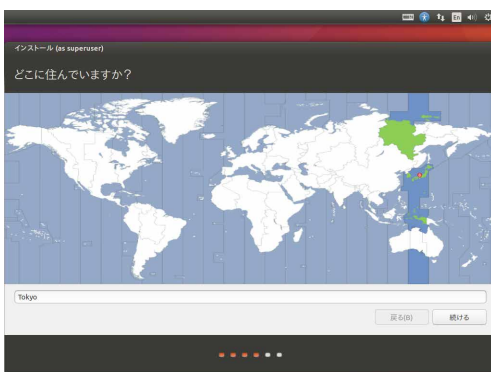 En
インストール (as superuser)
どこに住んでいますか？
Tokyo
戻る(B)
続ける